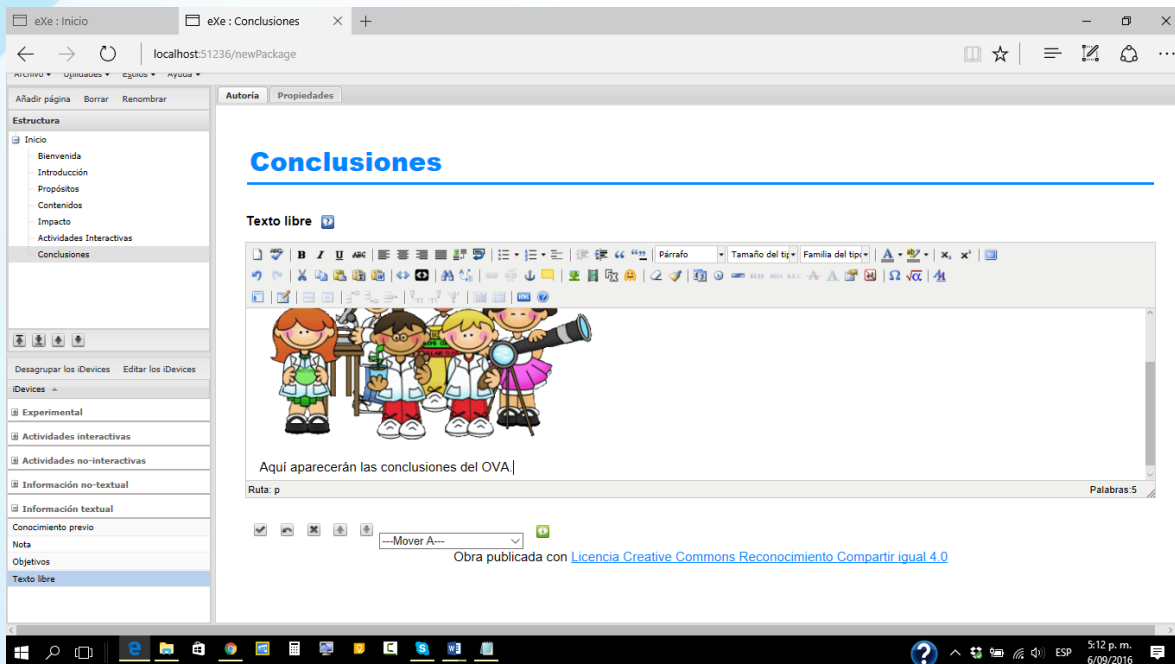 eXe : Inicio eXe : Conclusiones
localhost:51236/newPackage
Archivo Utilidades Estilos Ayuda
Añadir página Borrar Renombrar
Autoría Propiedades
Estructura
Inicio
Bienvenida
Introducción
Propósitos
Contenidos
Impacto
Actividades Interactivas
Conclusiones
Desagrupar los iDevices Editar los iDevices
iDevices
Experimental
Actividades interactivas
Actividades no-interactivas
Información no-textual
Información textual
Conocimiento previo
Nota
Objetivos
Texto libre
Conclusiones
Texto libre
Párrafo Tamaño del tip Familia del tipo
Aquí aparecerán las conclusiones del OVA.
Ruta: p Palabras:5
---Mover A---
Obra publicada con Licencia Creative Commons Reconocimiento Compartir igual 4.0
ESP 5:12 p. m.
6/09/2016